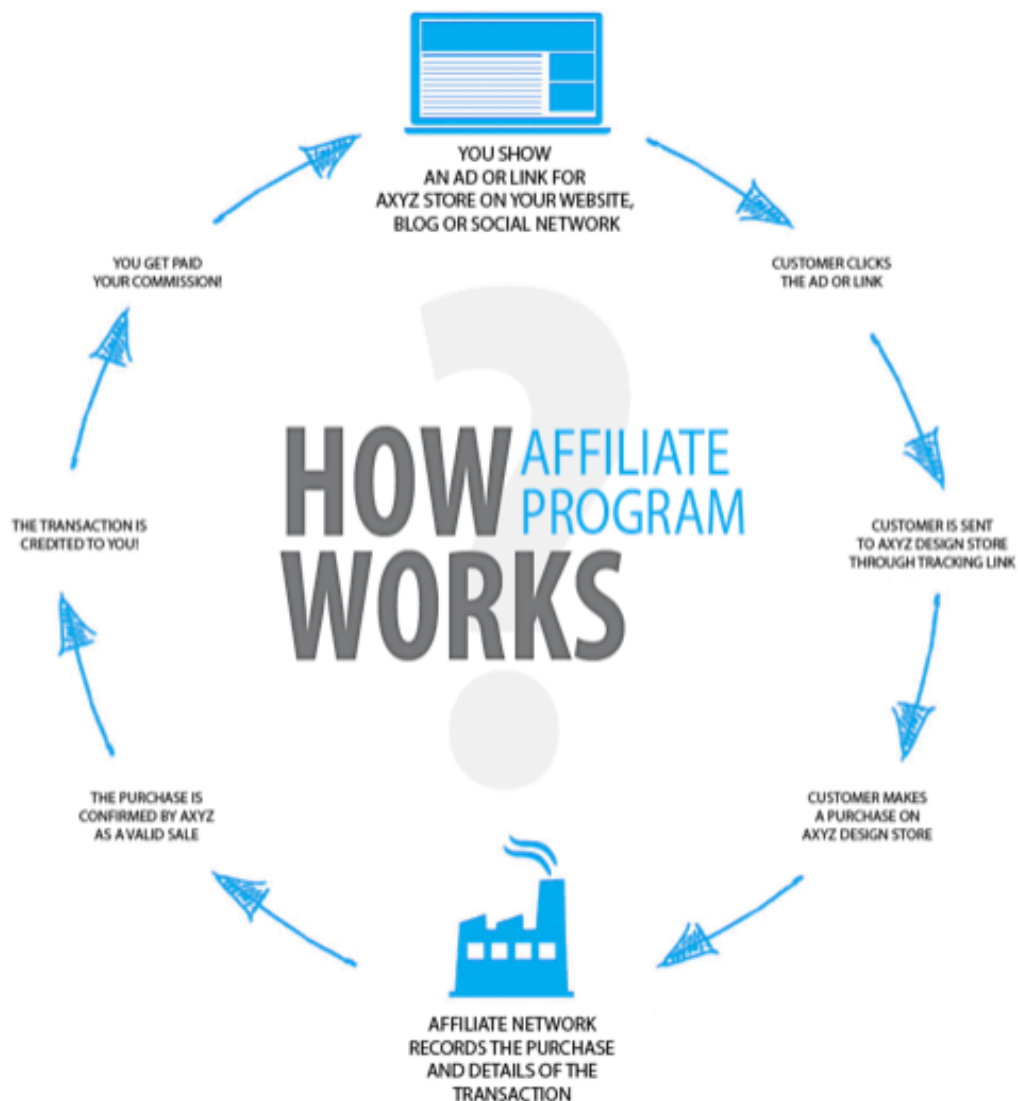 YOU SHOW
AN AD OR LINK FOR
AXYZ STORE ON YOUR WEBSITE,
BLOG OR SOCIAL NETWORK
CUSTOMER CLICKS
THE AD OR LINK
CUSTOMER IS SENT
TO AXYZ DESIGN STORE
THROUGH TRACKING LINK
CUSTOMER MAKES
A PURCHASE ON
AXYZ DESIGN STORE
AFFILIATE NETWORK
RECORDS THE PURCHASE
AND DETAILS OF THE
TRANSACTION
THE PURCHASE IS
CONFIRMED BY AXYZ
AS A VALID SALE
THE TRANSACTION IS
CREDITED TO YOU!
YOU GET PAID
YOUR COMMISSION!
HOW AFFILIATE
PROGRAM
WORKS
?